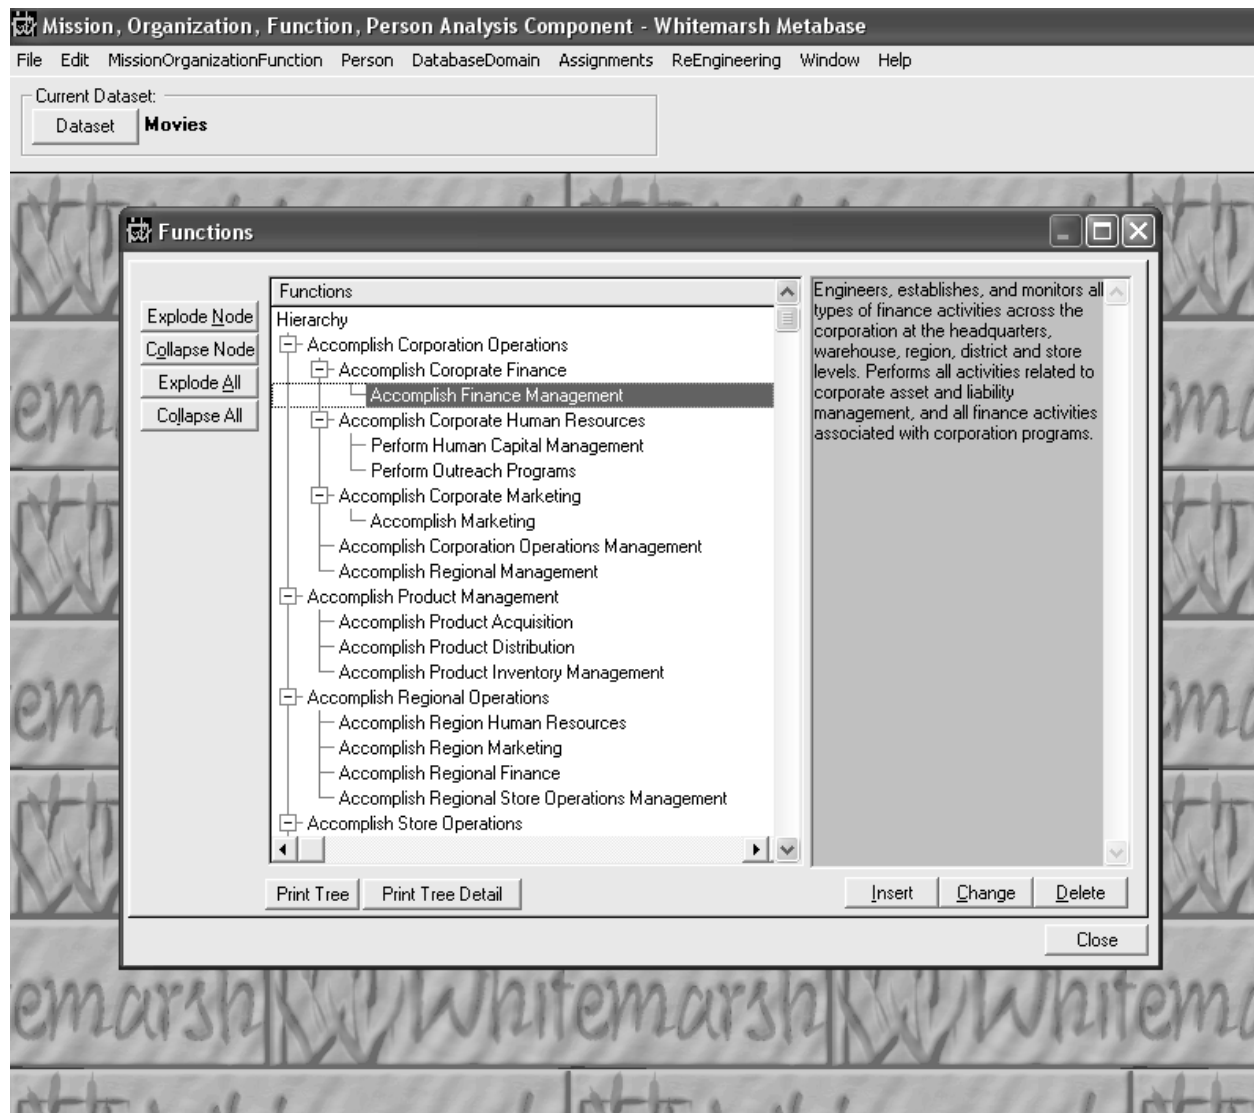 Mission, Organization, Function, Person Analysis Component - Whitemarsh Metabase
File Edit MissionOrganizationFunction Person DatabaseDomain Assignments ReEngineering Window Help
Current Dataset:
Dataset Movies
Functions
Explode Node
Collapse Node
Explode All
Collapse All
Functions
Hierarchy
Accomplish Corporation Operations
Accomplish Coroprate Finance
Accomplish Finance Management
Accomplish Corporate Human Resources
Perform Human Capital Management
Perform Outreach Programs
Accomplish Corporate Marketing
Accomplish Marketing
Accomplish Corporation Operations Management
Accomplish Regional Management
Accomplish Product Management
Accomplish Product Acquisition
Accomplish Product Distribution
Accomplish Product Inventory Management
Accomplish Regional Operations
Accomplish Region Human Resources
Accomplish Region Marketing
Accomplish Regional Finance
Accomplish Regional Store Operations Management
Accomplish Store Operations
Engineers, establishes, and monitors all
types of finance activities across the
corporation at the headquarters,
warehouse, region, district and store
levels. Performs all activities related to
corporate asset and liability
management, and all finance activities
associated with corporation programs.
Print Tree Print Tree Detail
Insert Change Delete
Close
emarsh Whitemarsh Whitema